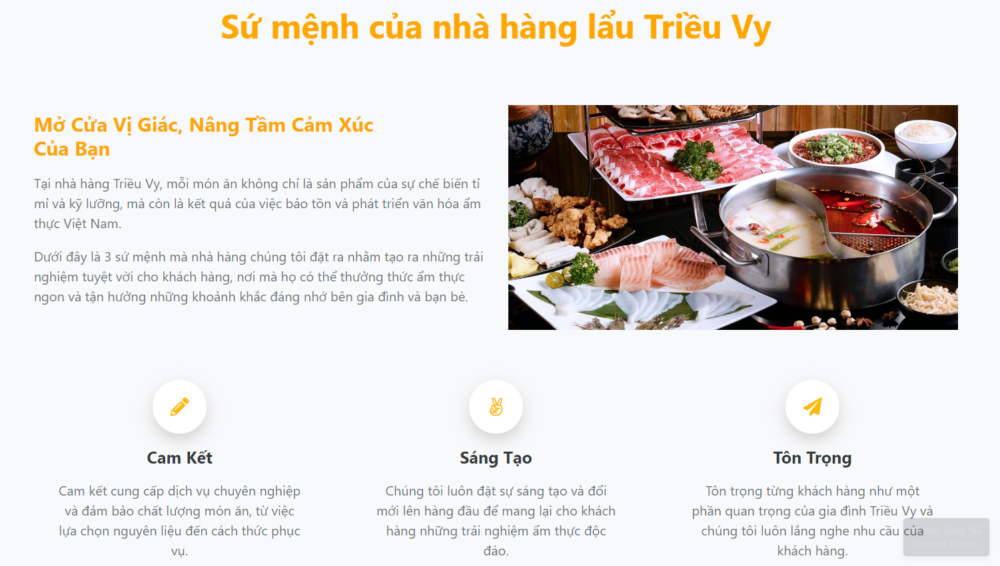 Sứ mệnh của nhà hàng lẩu Triều Vy
Mở Cửa Vị Giác, Nâng Tầm Cảm Xúc
Của Bạn
Tại nhà hàng Triều Vy, mỗi món ăn không chỉ là sản phẩm của sự chế biến tỉ
mỉ và kỹ lưỡng, mà còn là kết quả của việc bảo tồn và phát triển văn hóa ẩm
thực Việt Nam.
Dưới đây là 3 sứ mệnh mà nhà hàng chúng tôi đặt ra nhằm tạo ra những trải
nghiệm tuyệt vời cho khách hàng, nơi mà họ có thể thưởng thức ẩm thực
ngon và tận hưởng những khoảnh khắc đáng nhớ bên gia đình và bạn bè.
Cam Kết
Cam kết cung cấp dịch vụ chuyên nghiệp
và đảm bảo chất lượng món ăn, từ việc
lựa chọn nguyên liệu đến cách thức phục
vụ.
Sáng Tạo
Chúng tôi luôn đặt sự sáng tạo và đổi
mới lên hàng đầu để mang lại cho khách
hàng những trải nghiệm ẩm thực độc
đáo.
Tôn Trọng
Tôn trọng từng khách hàng như một
phần quan trọng của gia đình Triều Vy và
chúng tôi luôn lắng nghe nhu cầu của
khách hàng.
Kim Sang 5G
Internet access